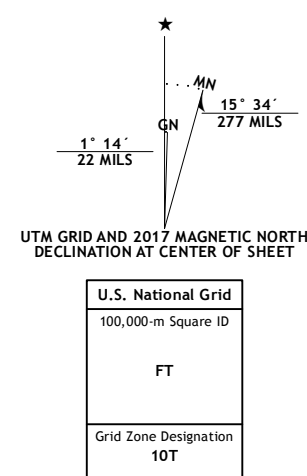 ★
MN
GN
15° 34´
277 MILS
1° 14´
22 MILS
UTM GRID AND 2017 MAGNETIC NORTH
DECLINATION AT CENTER OF SHEET
U.S. National Grid
100,000-m Square ID
FT
Grid Zone Designation
10T